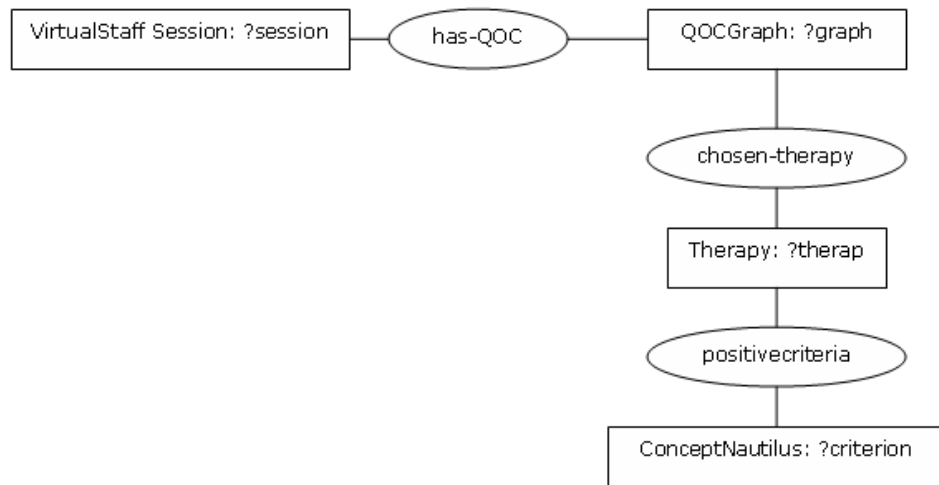 VirtualStaff Session: ?session
has-QOC
QOCGraph: ?graph
chosen-therapy
Therapy: ?therap
positivecriteria
ConceptNautilus: ?criterion